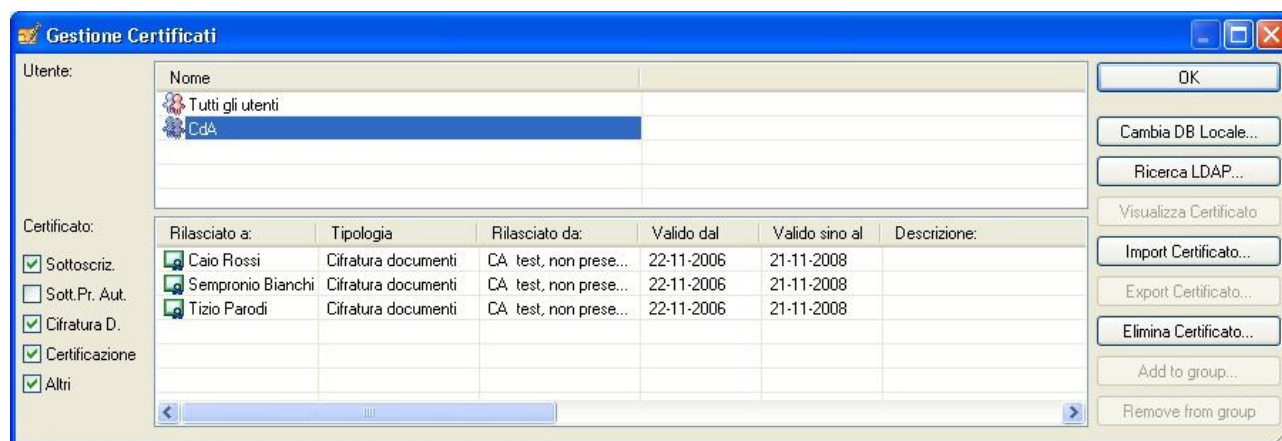 Gestione Certificati
Utente:
Nome
Tutti gli utenti
CdA
OK
Cambia DB Locale...
Ricerca LDAP...
Visualizza Certificato
Import Certificato...
Export Certificato...
Elimina Certificato...
Add to group...
Remove from group
Certificato:
Sottoscriz.
Sott.Pr. Aut.
Cifratura D.
Certificazione
Altri
Rilasciato a: Tipologia Rilasciato da: Valido dal Valido sino al Descrizione:
Caio Rossi Cifratura documenti CA test, non prese... 22-11-2006 21-11-2008
Sempronio Bianchi Cifratura documenti CA test, non prese... 22-11-2006 21-11-2008
Tizio Parodi Cifratura documenti CA test, non prese... 22-11-2006 21-11-2008